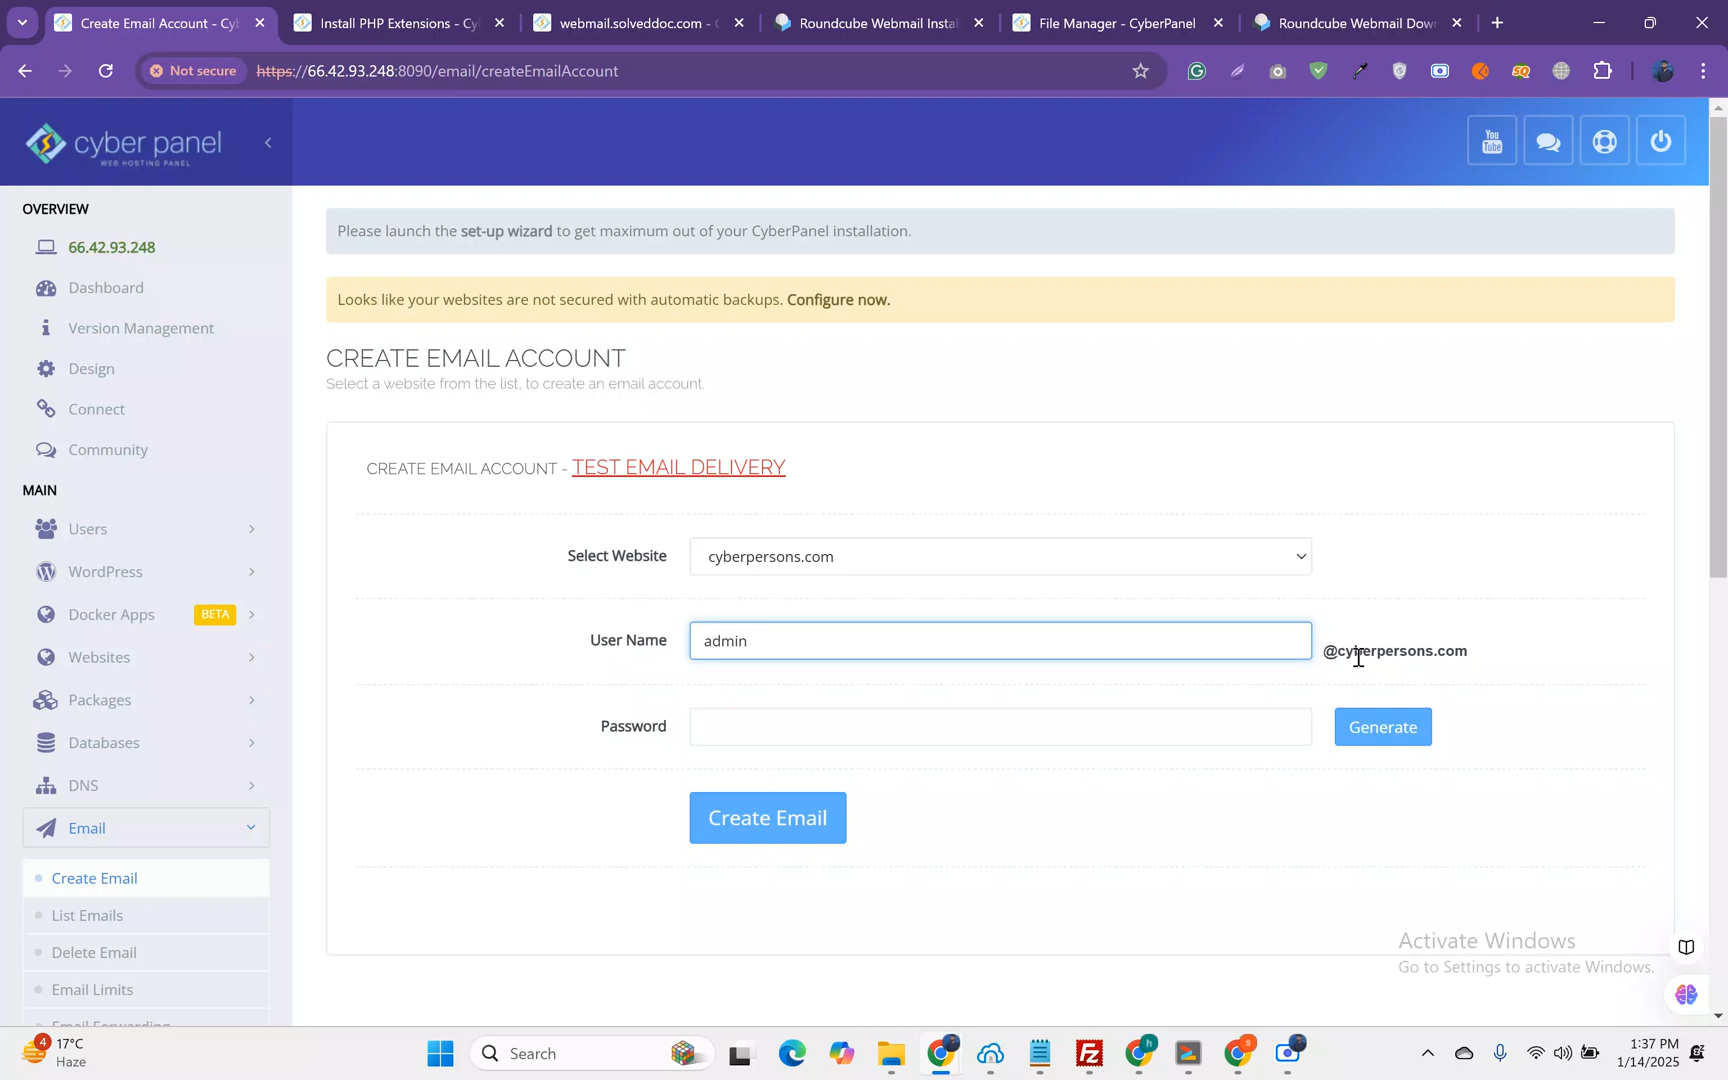 Create Email Account - Cy
Install PHP Extensions - Cy
webmail.solveddoc.com -
Roundcube Webmail Instal
File Manager - CyberPanel
Roundcube Webmail Down
Not secure
https://66.42.93.248:8090/email/createEmailAccount
cyber panel
WEB HOSTING PANEL
You
Tube
OVERVIEW
66.42.93.248
Dashboard
Version Management
Design
Connect
Community
MAIN
Users
WordPress
Docker Apps
BETA
Websites
Packages
Databases
DNS
Email
Create Email
List Emails
Delete Email
Email Limits
Email Forwarding
Please launch the set-up wizard to get maximum out of your CyberPanel installation.
Looks like your websites are not secured with automatic backups. Configure now.
CREATE EMAIL ACCOUNT
Select a website from the list, to create an email account.
CREATE EMAIL ACCOUNT - TEST EMAIL DELIVERY
Select Website
cyberpersons.com
User Name
admin
@cyberpersons.com
Password
Generate
Create Email
Activate Windows
Go to Settings to activate Windows.
4
17°C
Haze
Search
1:37 PM
1/14/2025